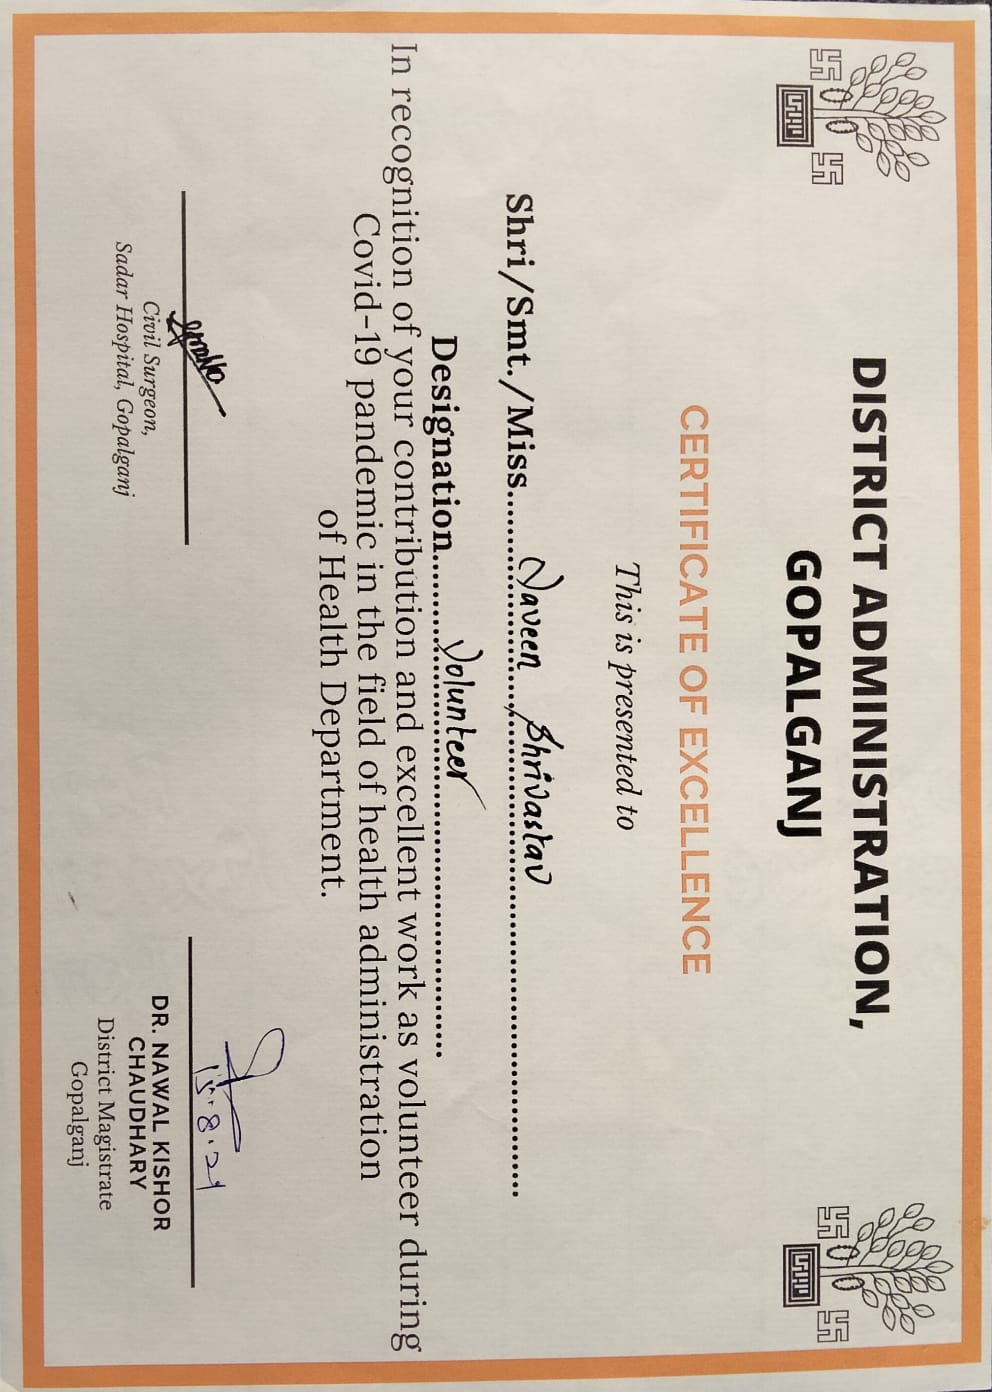 DISTRICT ADMINISTRATION,
GOPALGANJ
CERTIFICATE OF EXCELLENCE
This is presented to
Shri/Smt./Miss......Naveen Shrivastav......
Designation......Volunteer......
In recognition of your contribution and excellent work as volunteer during
Covid-19 pandemic in the field of health administration
of Health Department.
15.8.21
Civil Surgeon,
Sadar Hospital, Gopalganj
DR. NAWAL KISHOR
CHAUDHARY
District Magistrate
Gopalganj